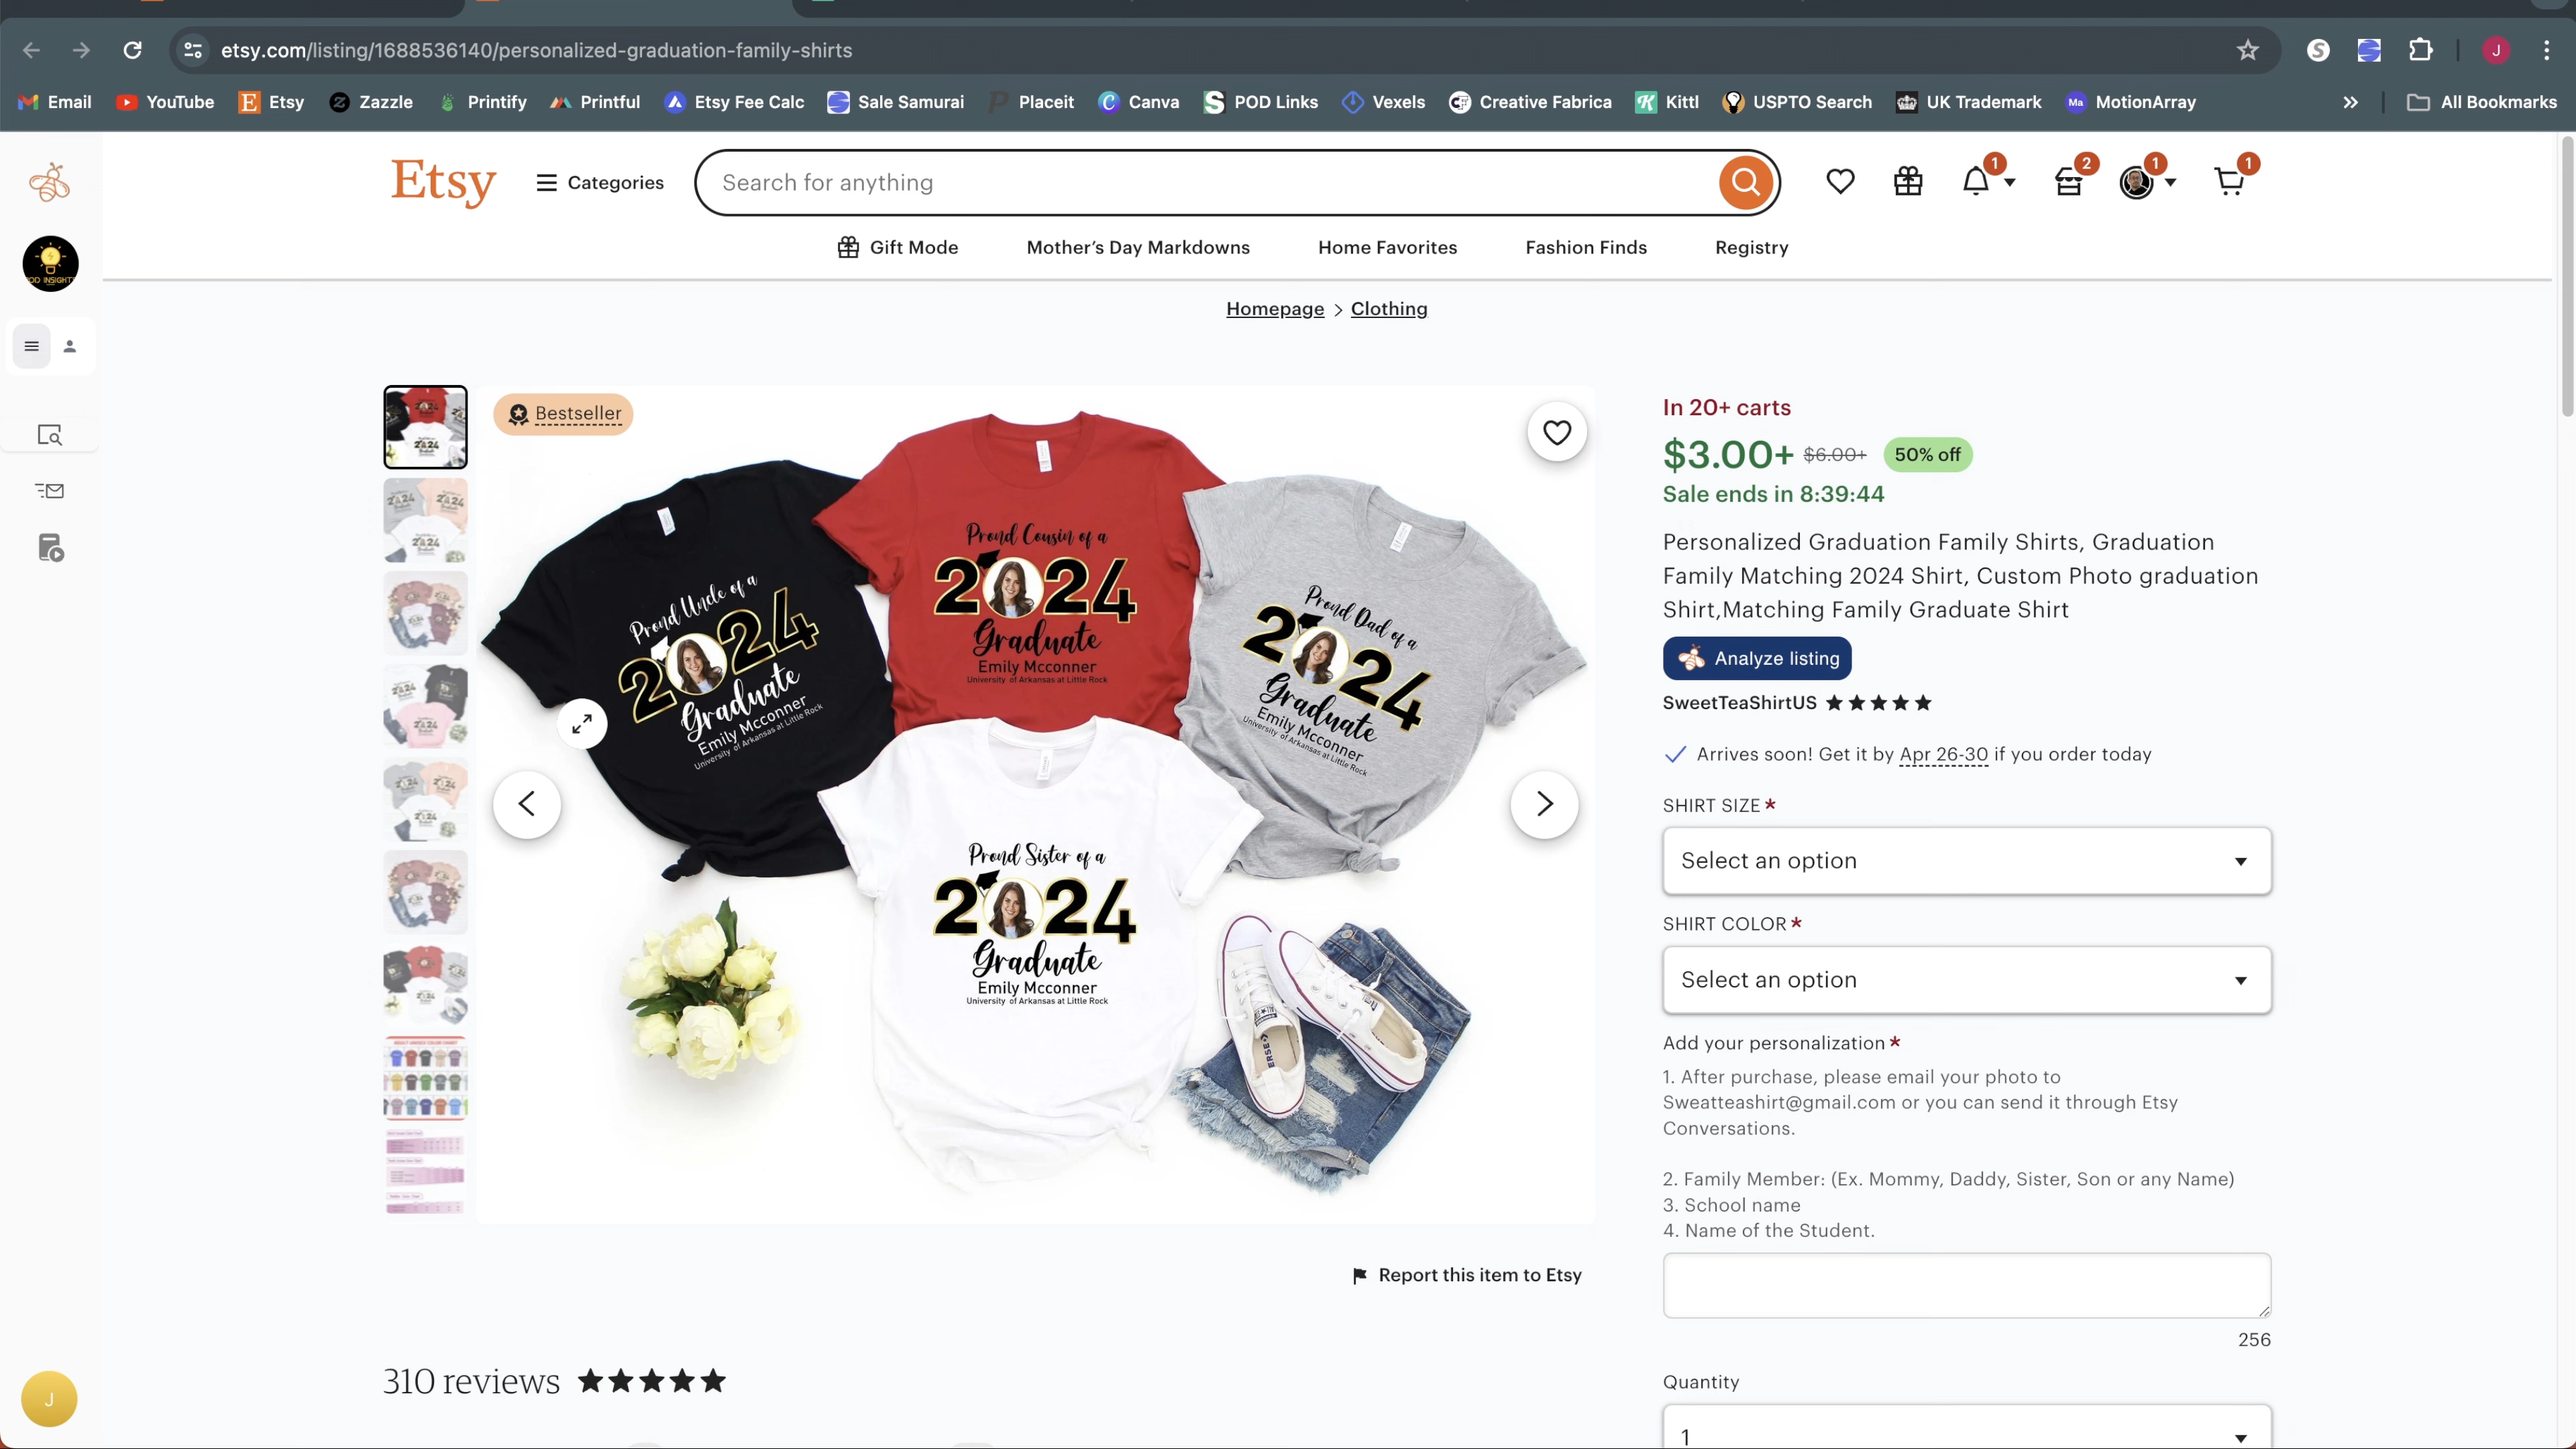 etsy.com/listing/1688536140/personalized-graduation-family-shirts
J
Email YouTube Etsy Zazzle Printify Printful Etsy Fee Calc Sale Samurai Placeit Canva POD Links Vexels Creative Fabrica Kittl USPTO Search UK Trademark MotionArray » All Bookmarks
Etsy
Categories
Search for anything
1
2
1
1
Gift Mode Mother's Day Markdowns Home Favorites Fashion Finds Registry
Homepage > Clothing
Bestseller
Proud Uncle of a
2024
Graduate
Emily Mcconner
University of Arkansas at Little Rock
Proud Cousin of a
2024
Graduate
Emily Mcconner
University of Arkansas at Little Rock
Proud Dad of a
2024
Graduate
Emily Mcconner
University of Arkansas at Little Rock
Proud Sister of a
2024
Graduate
Emily Mcconner
University of Arkansas at Little Rock
Report this item to Etsy
310 reviews
In 20+ carts
$3.00+ $6.00+ 50% off
Sale ends in 8:39:44
Personalized Graduation Family Shirts, Graduation
Family Matching 2024 Shirt, Custom Photo graduation
Shirt,Matching Family Graduate Shirt
Analyze listing
SweetTeaShirtUS
Arrives soon! Get it by Apr 26-30 if you order today
SHIRT SIZE *
Select an option
SHIRT COLOR *
Select an option
Add your personalization *
1. After purchase, please email your photo to
Sweatteashirt@gmail.com or you can send it through Etsy
Conversations.
2. Family Member: (Ex. Mommy, Daddy, Sister, Son or any Name)
3. School name
4. Name of the Student.
256
Quantity
1
J